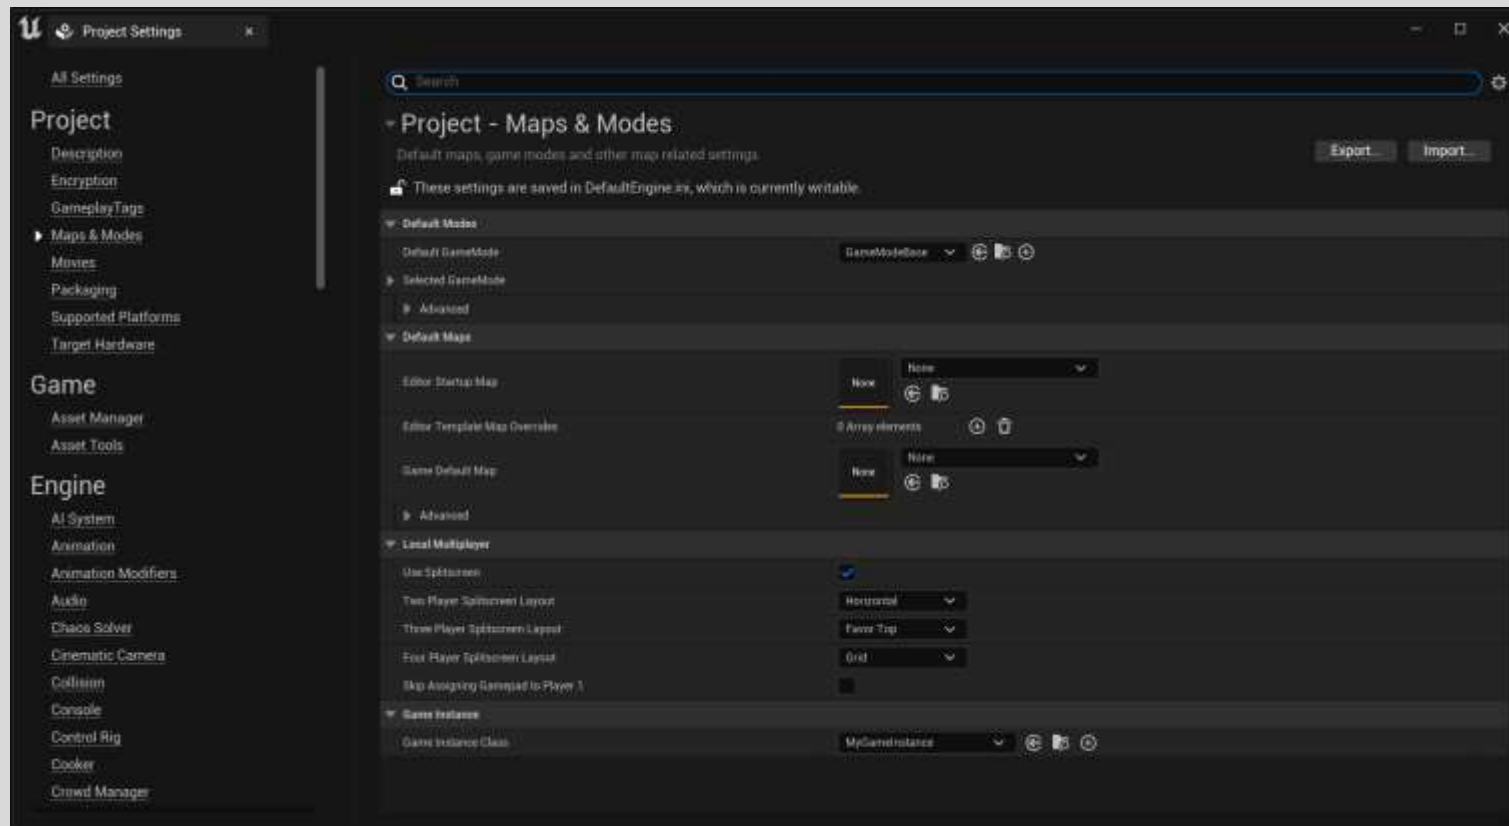 Project Settings
All Settings
Project
Description
Encryption
GameplayTags
Maps & Modes
Movies
Packaging
Supported Platforms
Target Hardware
Game
Asset Manager
Asset Tools
Engine
AI System
Animation
Animation Modifiers
Audio
Chaos Solver
Cinematic Camera
Collision
Console
Control Rig
Cooker
Crowd Manager
Search
Project - Maps & Modes
Default maps, game modes and other map related settings.
Export...
Import...
These settings are saved in DefaultEngine.ini, which is currently writable.
Default Modes
Default GameMode
GameModeBase
Selected GameMode
Advanced
Default Maps
Editor Startup Map
None
None
Editor Template Map Overrides
0 Array elements
Game Default Map
None
None
Advanced
Local Multiplayer
Use Splitscreen
Two Player Splitscreen Layout
Horizontal
Three Player Splitscreen Layout
Favor Top
Four Player Splitscreen Layout
Grid
Skip Assigning Gamepad to Player 1
Game Instance
Game Instance Class
MyGameInstance